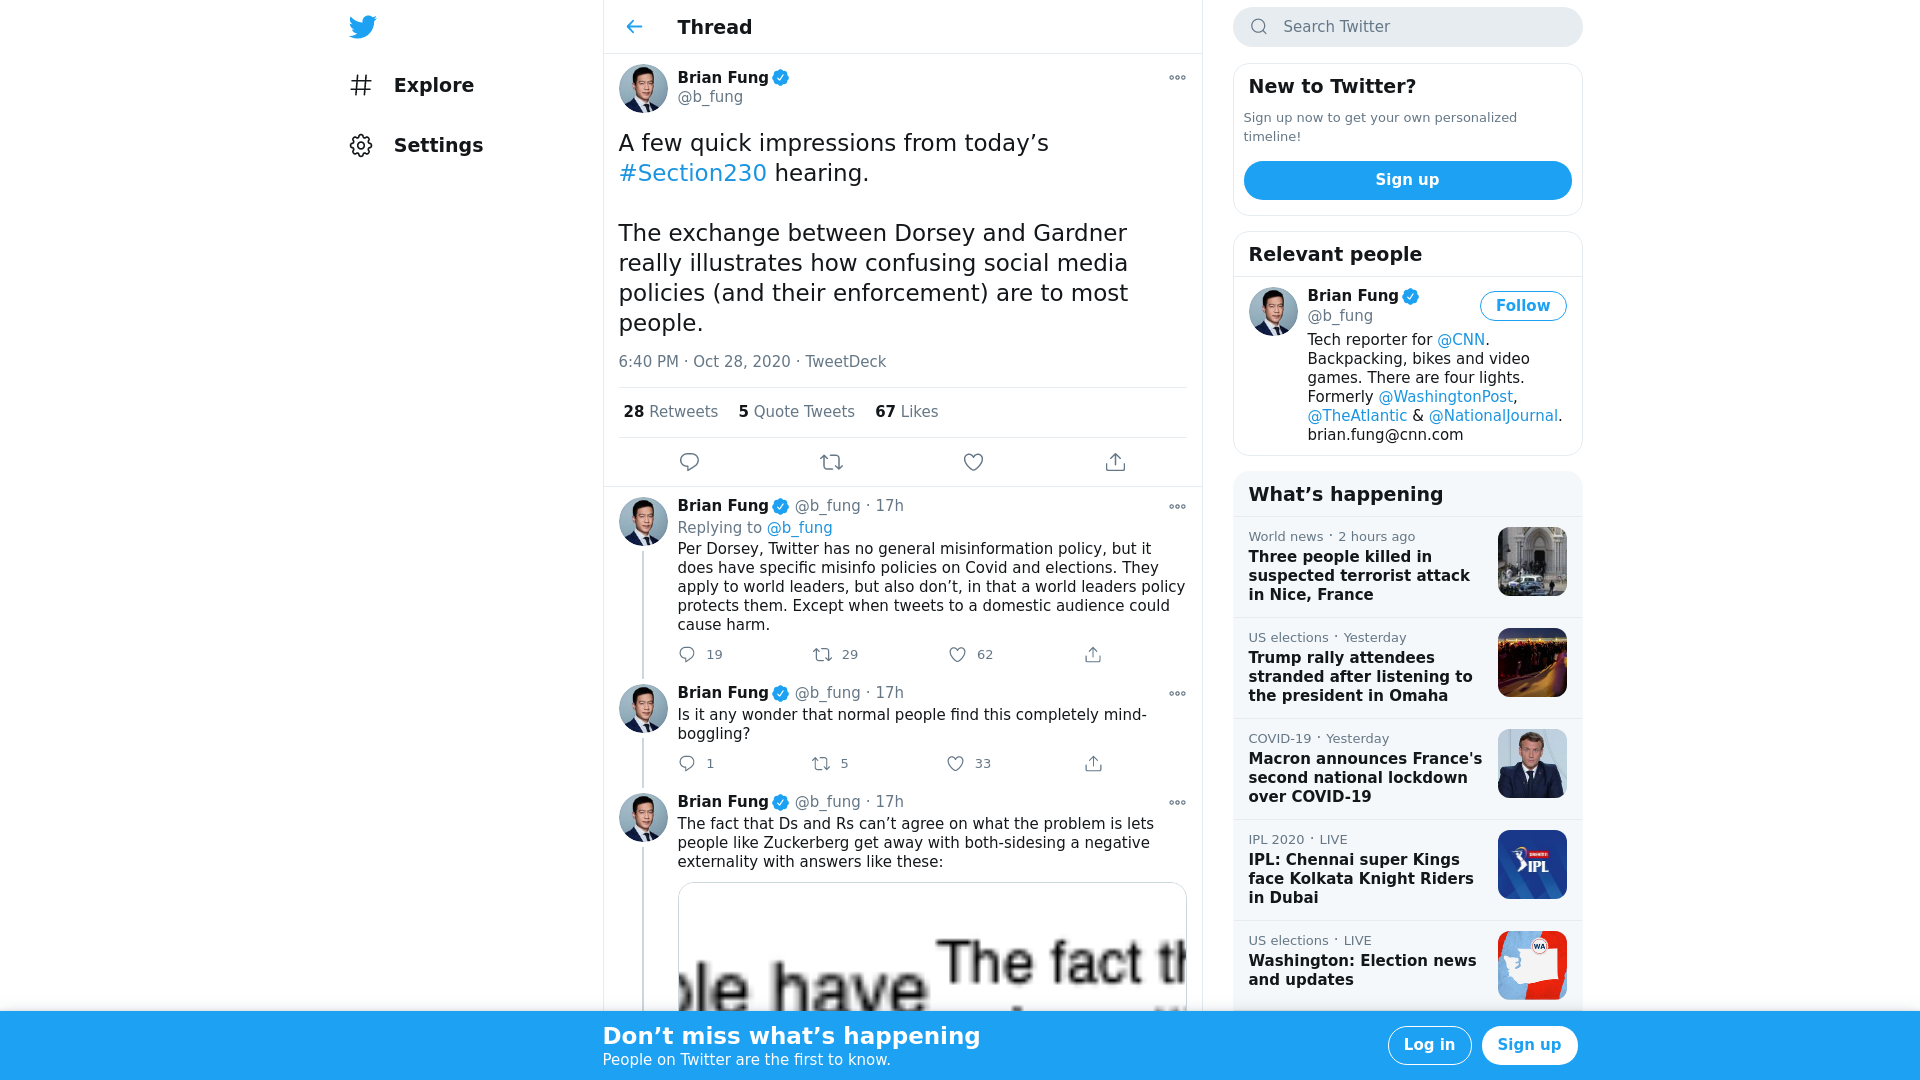 Explore
Settings
Thread
Brian Fung
@b_fung
A few quick impressions from today’s
#Section230 hearing.
The exchange between Dorsey and Gardner
really illustrates how confusing social media
policies (and their enforcement) are to most
people.
6:40 PM · Oct 28, 2020 · TweetDeck
28 Retweets 5 Quote Tweets 67 Likes
Brian Fung @b_fung · 17h
Replying to @b_fung
Per Dorsey, Twitter has no general misinformation policy, but it
does have specific misinfo policies on Covid and elections. They
apply to world leaders, but also don’t, in that a world leaders policy
protects them. Except when tweets to a domestic audience could
cause harm.
19 29 62
Brian Fung @b_fung · 17h
Is it any wonder that normal people find this completely mind-
boggling?
1 5 33
Brian Fung @b_fung · 17h
The fact that Ds and Rs can’t agree on what the problem is lets
people like Zuckerberg get away with both-sidesing a negative
externality with answers like these:
have
The fact
Search Twitter
New to Twitter?
Sign up now to get your own personalized
timeline!
Sign up
Relevant people
Brian Fung
@b_fung
Follow
Tech reporter for @CNN.
Backpacking, bikes and video
games. There are four lights.
Formerly @WashingtonPost,
@TheAtlantic & @NationalJournal.
brian.fung@cnn.com
What’s happening
World news · 2 hours ago
Three people killed in
suspected terrorist attack
in Nice, France
US elections · Yesterday
Trump rally attendees
stranded after listening to
the president in Omaha
COVID-19 · Yesterday
Macron announces France's
second national lockdown
over COVID-19
IPL 2020 · LIVE
IPL: Chennai super Kings
face Kolkata Knight Riders
in Dubai
IPL
US elections · LIVE
Washington: Election news
and updates
WA
Don’t miss what’s happening
People on Twitter are the first to know.
Log in
Sign up